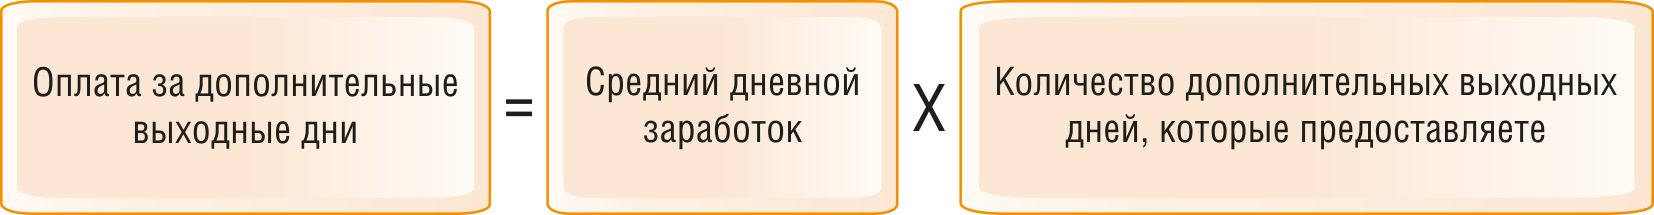 Оплата за дополнительные
выходные дни
=
Средний дневной
заработок
X
Количество дополнительных выходных
дней, которые предоставляете